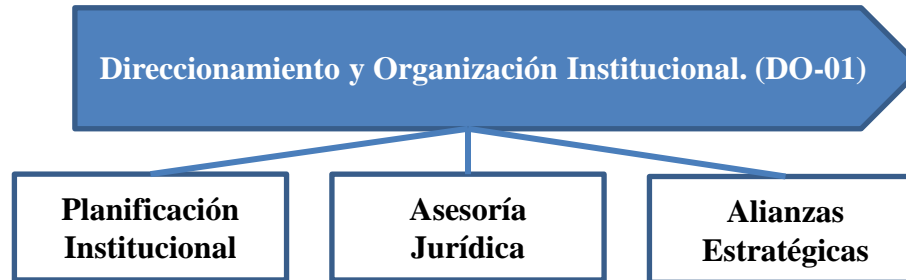 Direccionamiento y Organización Institucional. (DO-01)
Planificación
Institucional
Asesoría
Jurídica
Alianzas
Estratégicas